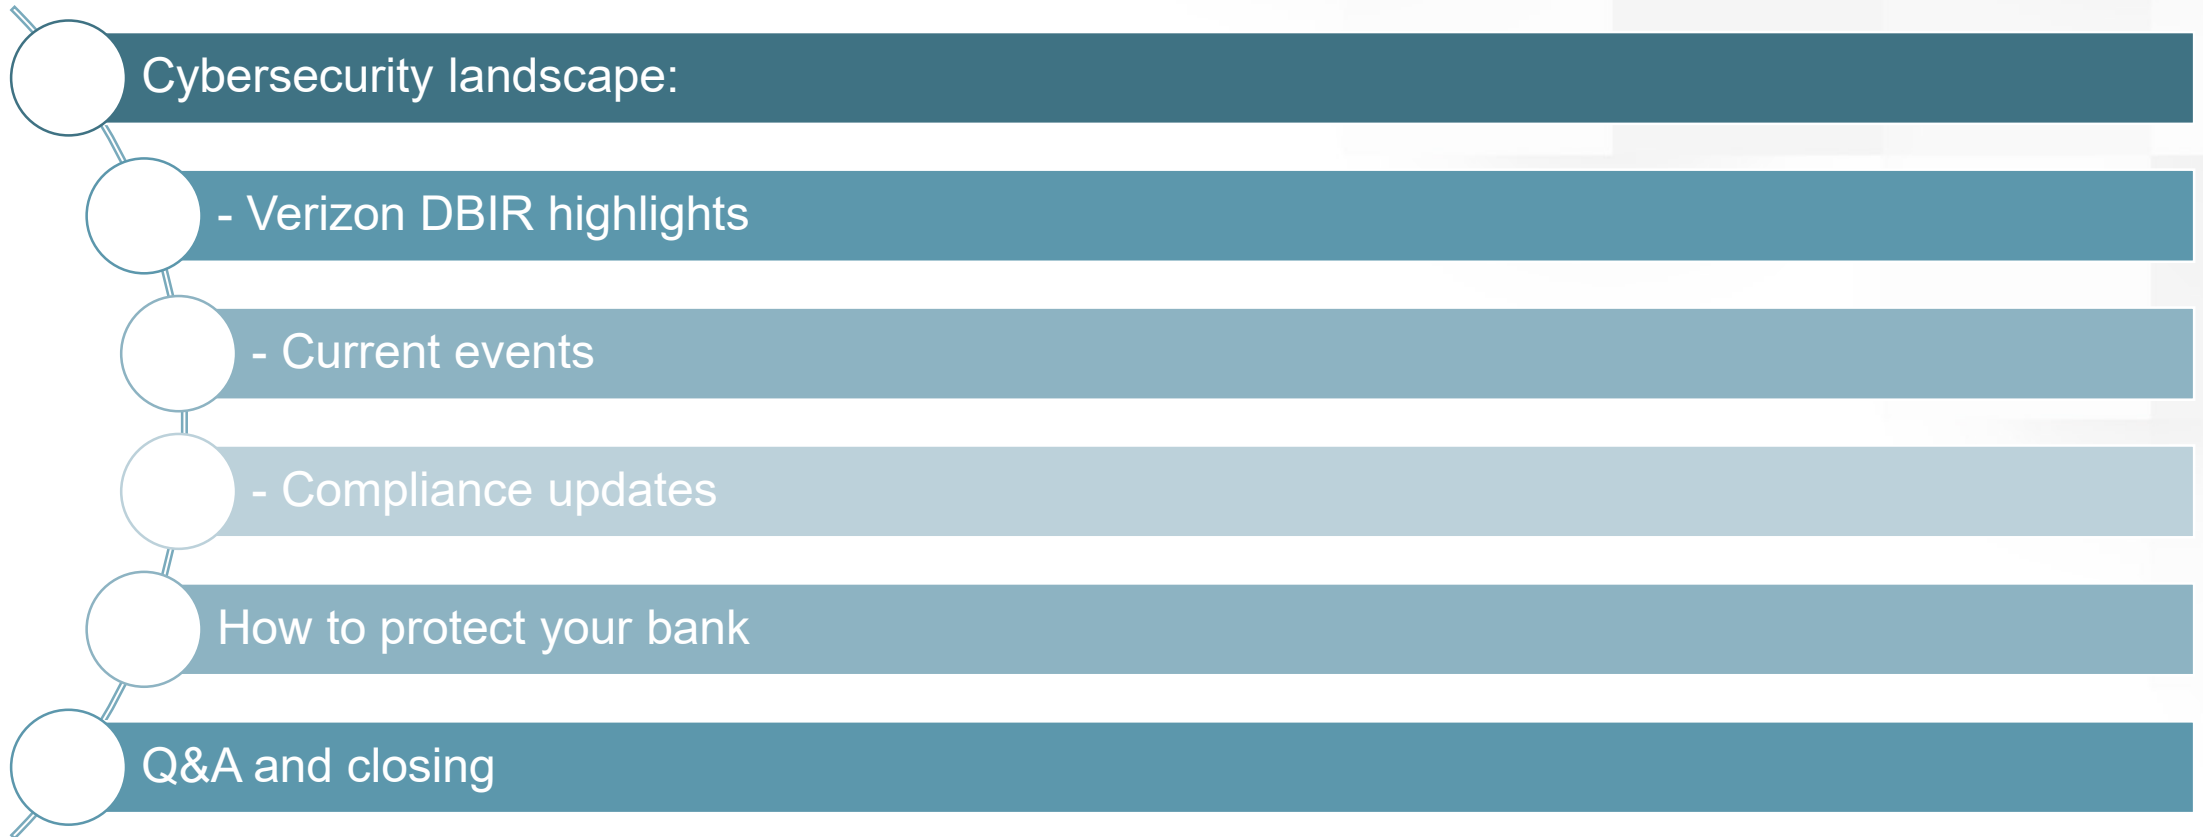 Cybersecurity landscape:
- Verizon DBIR highlights
- Current events
- Compliance updates
How to protect your bank
Q&A and closing